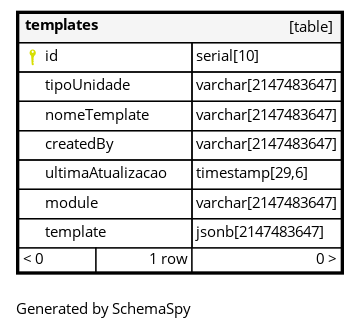 templates [table]
id serial[10]
tipoUnidade varchar[2147483647]
nomeTemplate varchar[2147483647]
createdBy varchar[2147483647]
ultimaAtualizacao timestamp[29,6]
module varchar[2147483647]
template jsonb[2147483647]
< 0 1 row 0 >
Generated by SchemaSpy